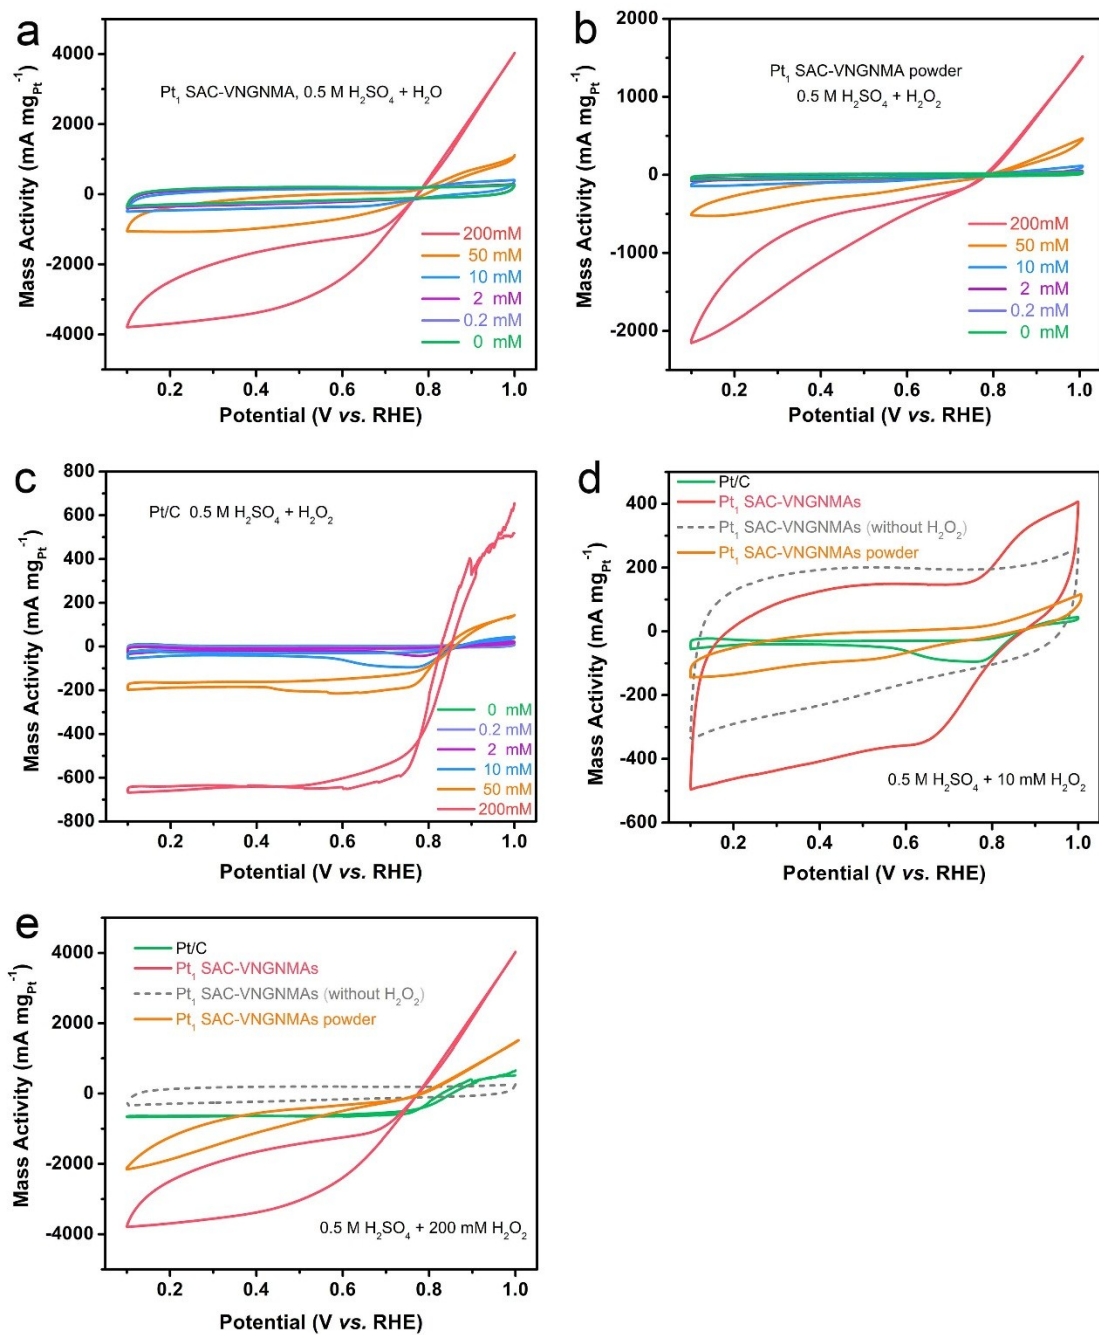 a
Pt₁ SAC-VNGNMA, 0.5 M H₂SO₄ + H₂O
Mass Activity (mA mg_Pt⁻¹)
4000
2000
0
-2000
-4000
200mM
50 mM
10 mM
2 mM
0.2 mM
0 mM
0.2 0.4 0.6 0.8 1.0
Potential (V vs. RHE)
b
Pt₁ SAC-VNGNMA powder
0.5 M H₂SO₄ + H₂O₂
Mass Activity (mA mg_Pt⁻¹)
2000
1000
0
-1000
-2000
200mM
50 mM
10 mM
2 mM
0.2 mM
0 mM
0.2 0.4 0.6 0.8 1.0
Potential (V vs. RHE)
c
Pt/C 0.5 M H₂SO₄ + H₂O₂
Mass Activity (mA mg_Pt⁻¹)
800
600
400
200
0
-200
-400
-600
-800
0 mM
0.2 mM
2 mM
10 mM
50 mM
200mM
0.2 0.4 0.6 0.8 1.0
Potential (V vs. RHE)
d
Pt/C
Pt₁ SAC-VNGNMAs
Pt₁ SAC-VNGNMAs (without H₂O₂)
Pt₁ SAC-VNGNMAs powder
Mass Activity (mA mg_Pt⁻¹)
400
200
0
-200
-400
-600
0.5 M H₂SO₄ + 10 mM H₂O₂
0.2 0.4 0.6 0.8 1.0
Potential (V vs. RHE)
e
Pt/C
Pt₁ SAC-VNGNMAs
Pt₁ SAC-VNGNMAs (without H₂O₂)
Pt₁ SAC-VNGNMAs powder
Mass Activity (mA mg_Pt⁻¹)
4000
2000
0
-2000
-4000
0.5 M H₂SO₄ + 200 mM H₂O₂
0.2 0.4 0.6 0.8 1.0
Potential (V vs. RHE)